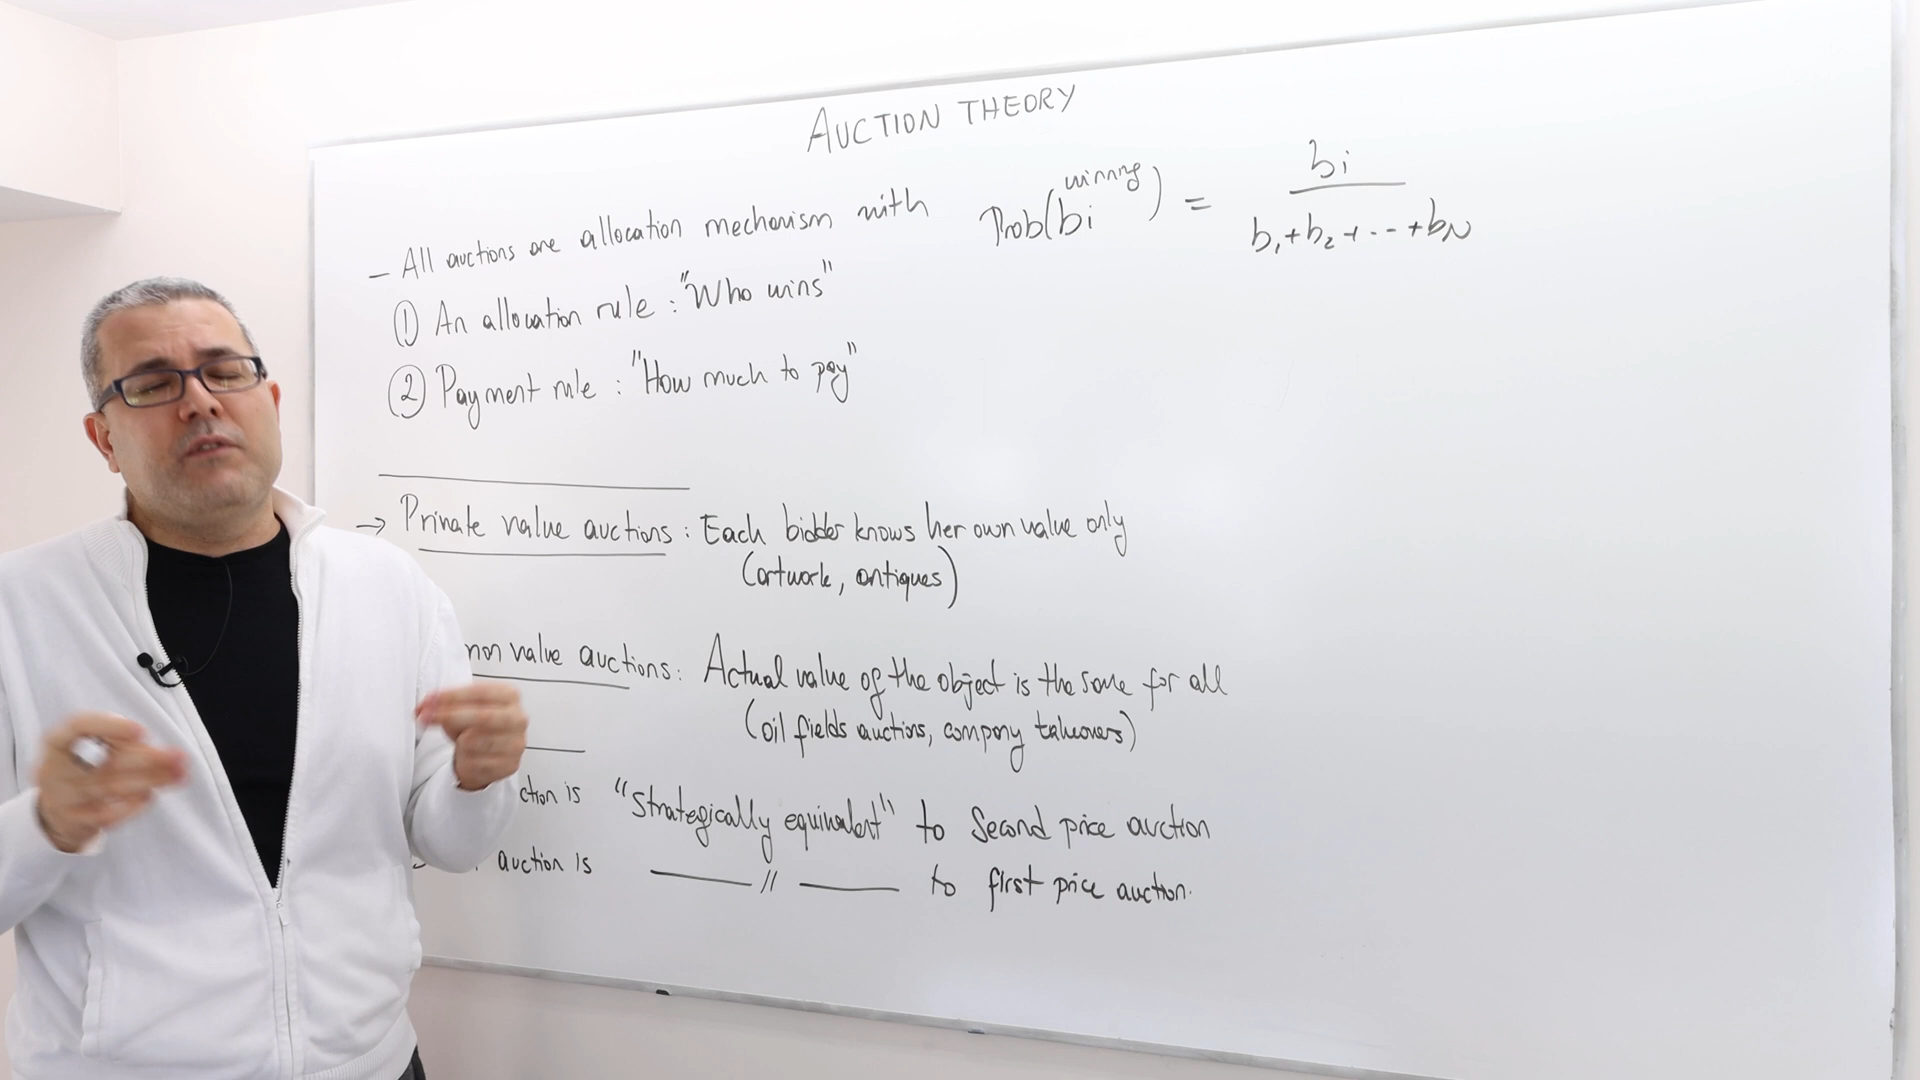 AUCTION THEORY
– All auctions are allocation mechanism with
Prob(bi winning) = bi / b1+b2+...+bN
① An allocation rule : "Who wins"
② Payment rule : "How much to pay"
→ Private value auctions : Each bidder knows her own value only
(artwork, antiques)
non value auctions: Actual value of the object is the same for all
(oil fields auctions, company takeovers)
ction is "strategically equivalent" to Second price auction
auction is ——— // ——— to first price auction.